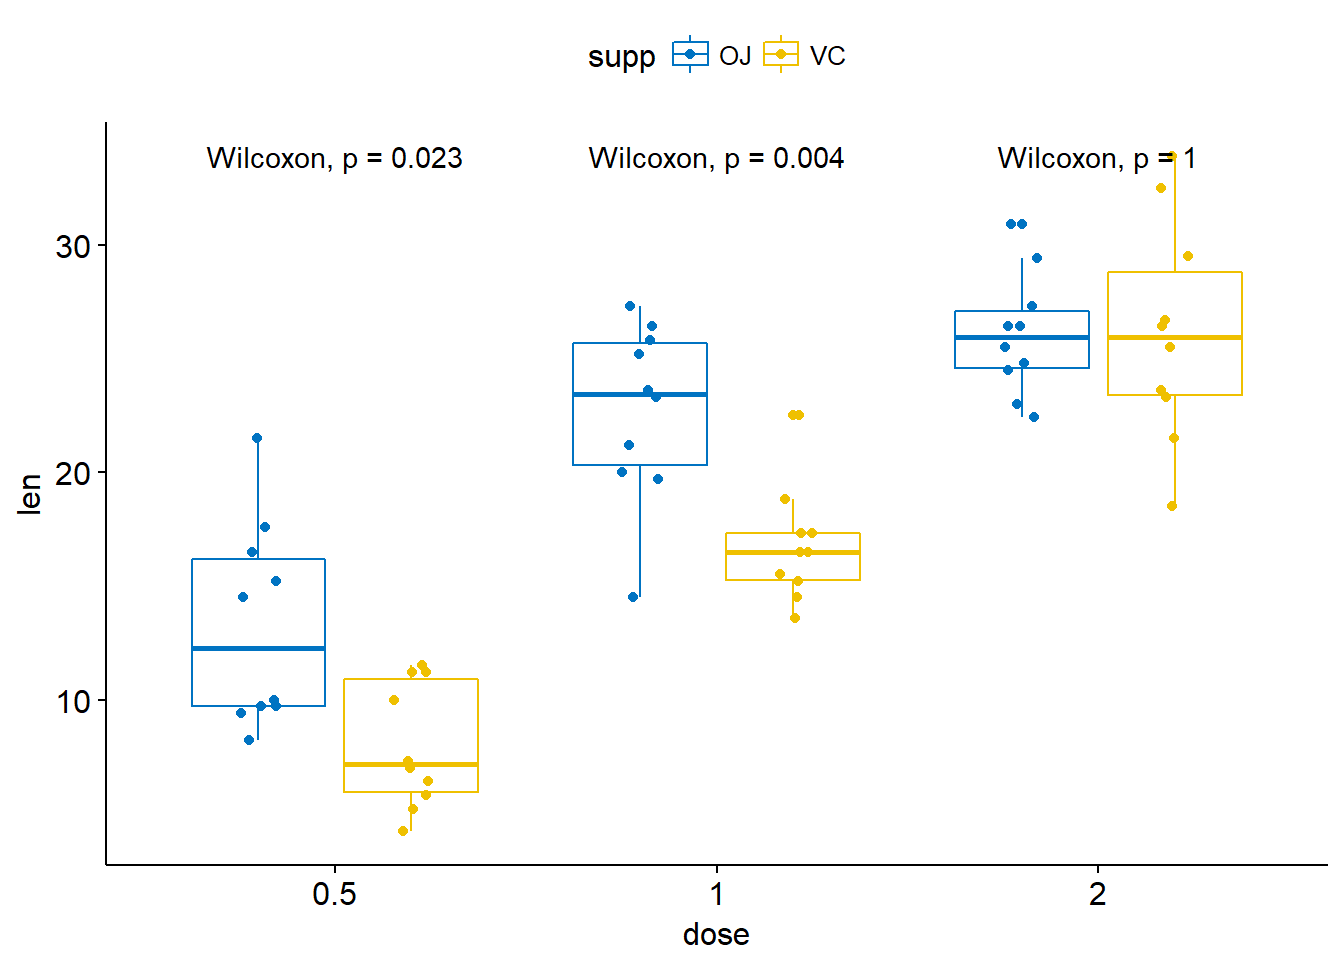 supp OJ VC
Wilcoxon, p = 0.023 Wilcoxon, p = 0.004 Wilcoxon, p = 1
30
20
10
len
0.5 1 2
dose